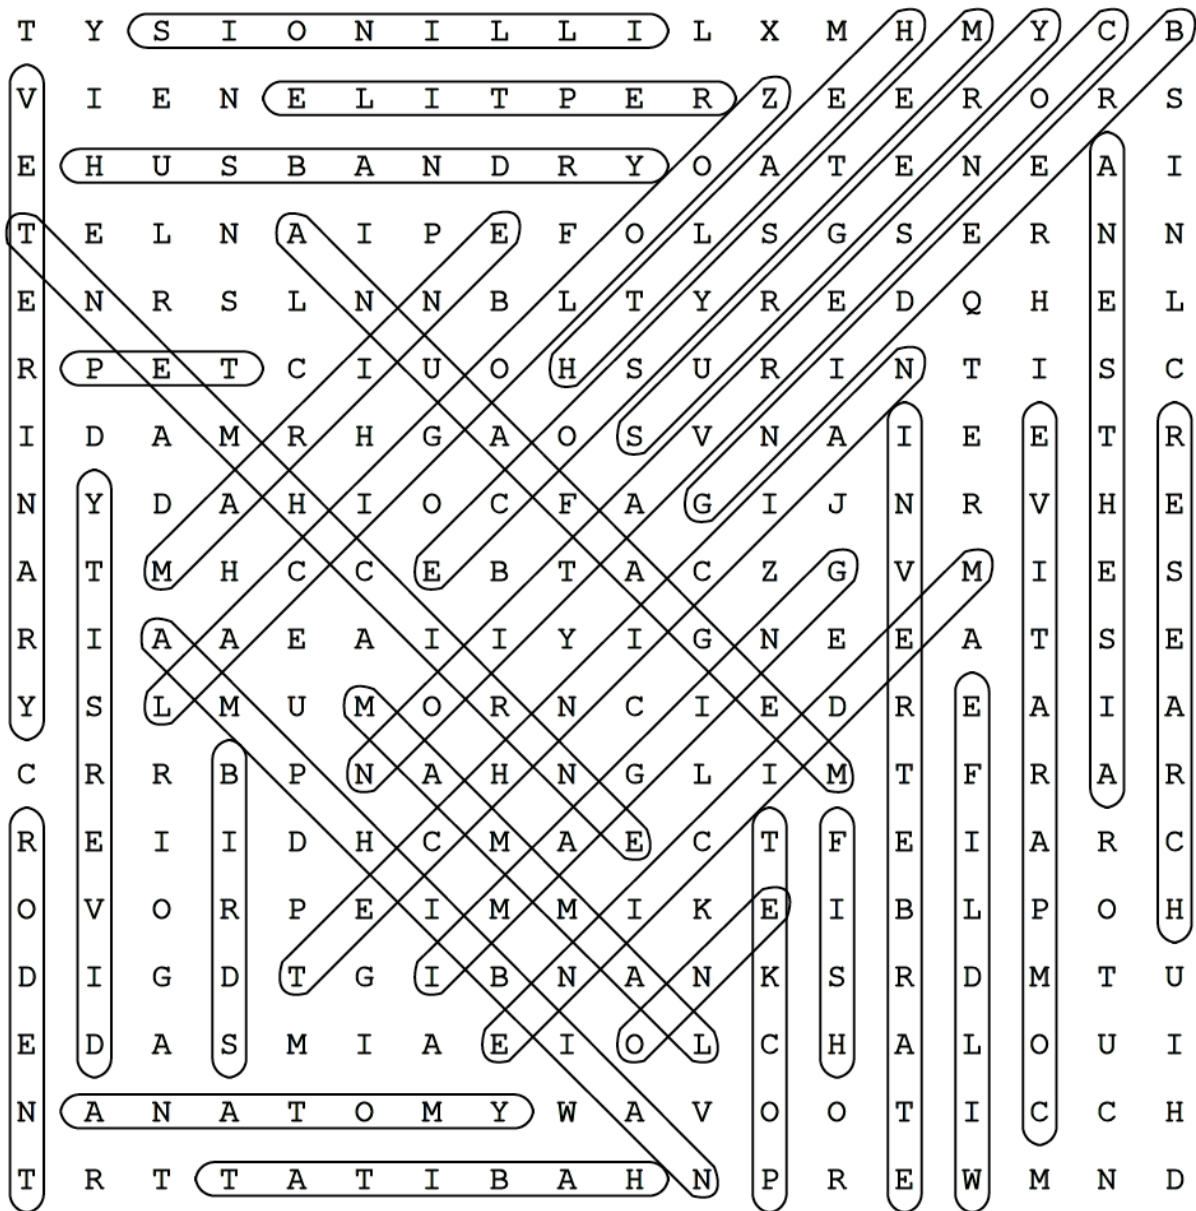 T Y S I O N I L L I L X M H M Y C B
V I E N E L I T P E R Z E E R O R S
E H U S B A N D R Y O A T E N E A I
T E L N A I P E F O L S G S E R N N
E N R S L N N B L T Y R E D Q H E L
R P E T C I U O H S U R I N T I S C
I D A M R H G A O S V N A I E E T R
N Y D A H I O C F A G I J N R V H E
A T M H C C E B T A C Z G V M I E S
R I A A E A I I Y I G N E E A T S E
Y S L M U M O R N C I E D R E A I A
C R R B P N A H N G L I M T F R A R
R E I I D H C M A E C T F E I A R C
O V O R P E I M M I K E I B L P O H
D I G D T G I B N A N K S R D M T U
E D A S M I A E I O L C H A L O U I
N A N A T O M Y W A V O O T I C C H
T R T T A T I B A H N P R E W M N D